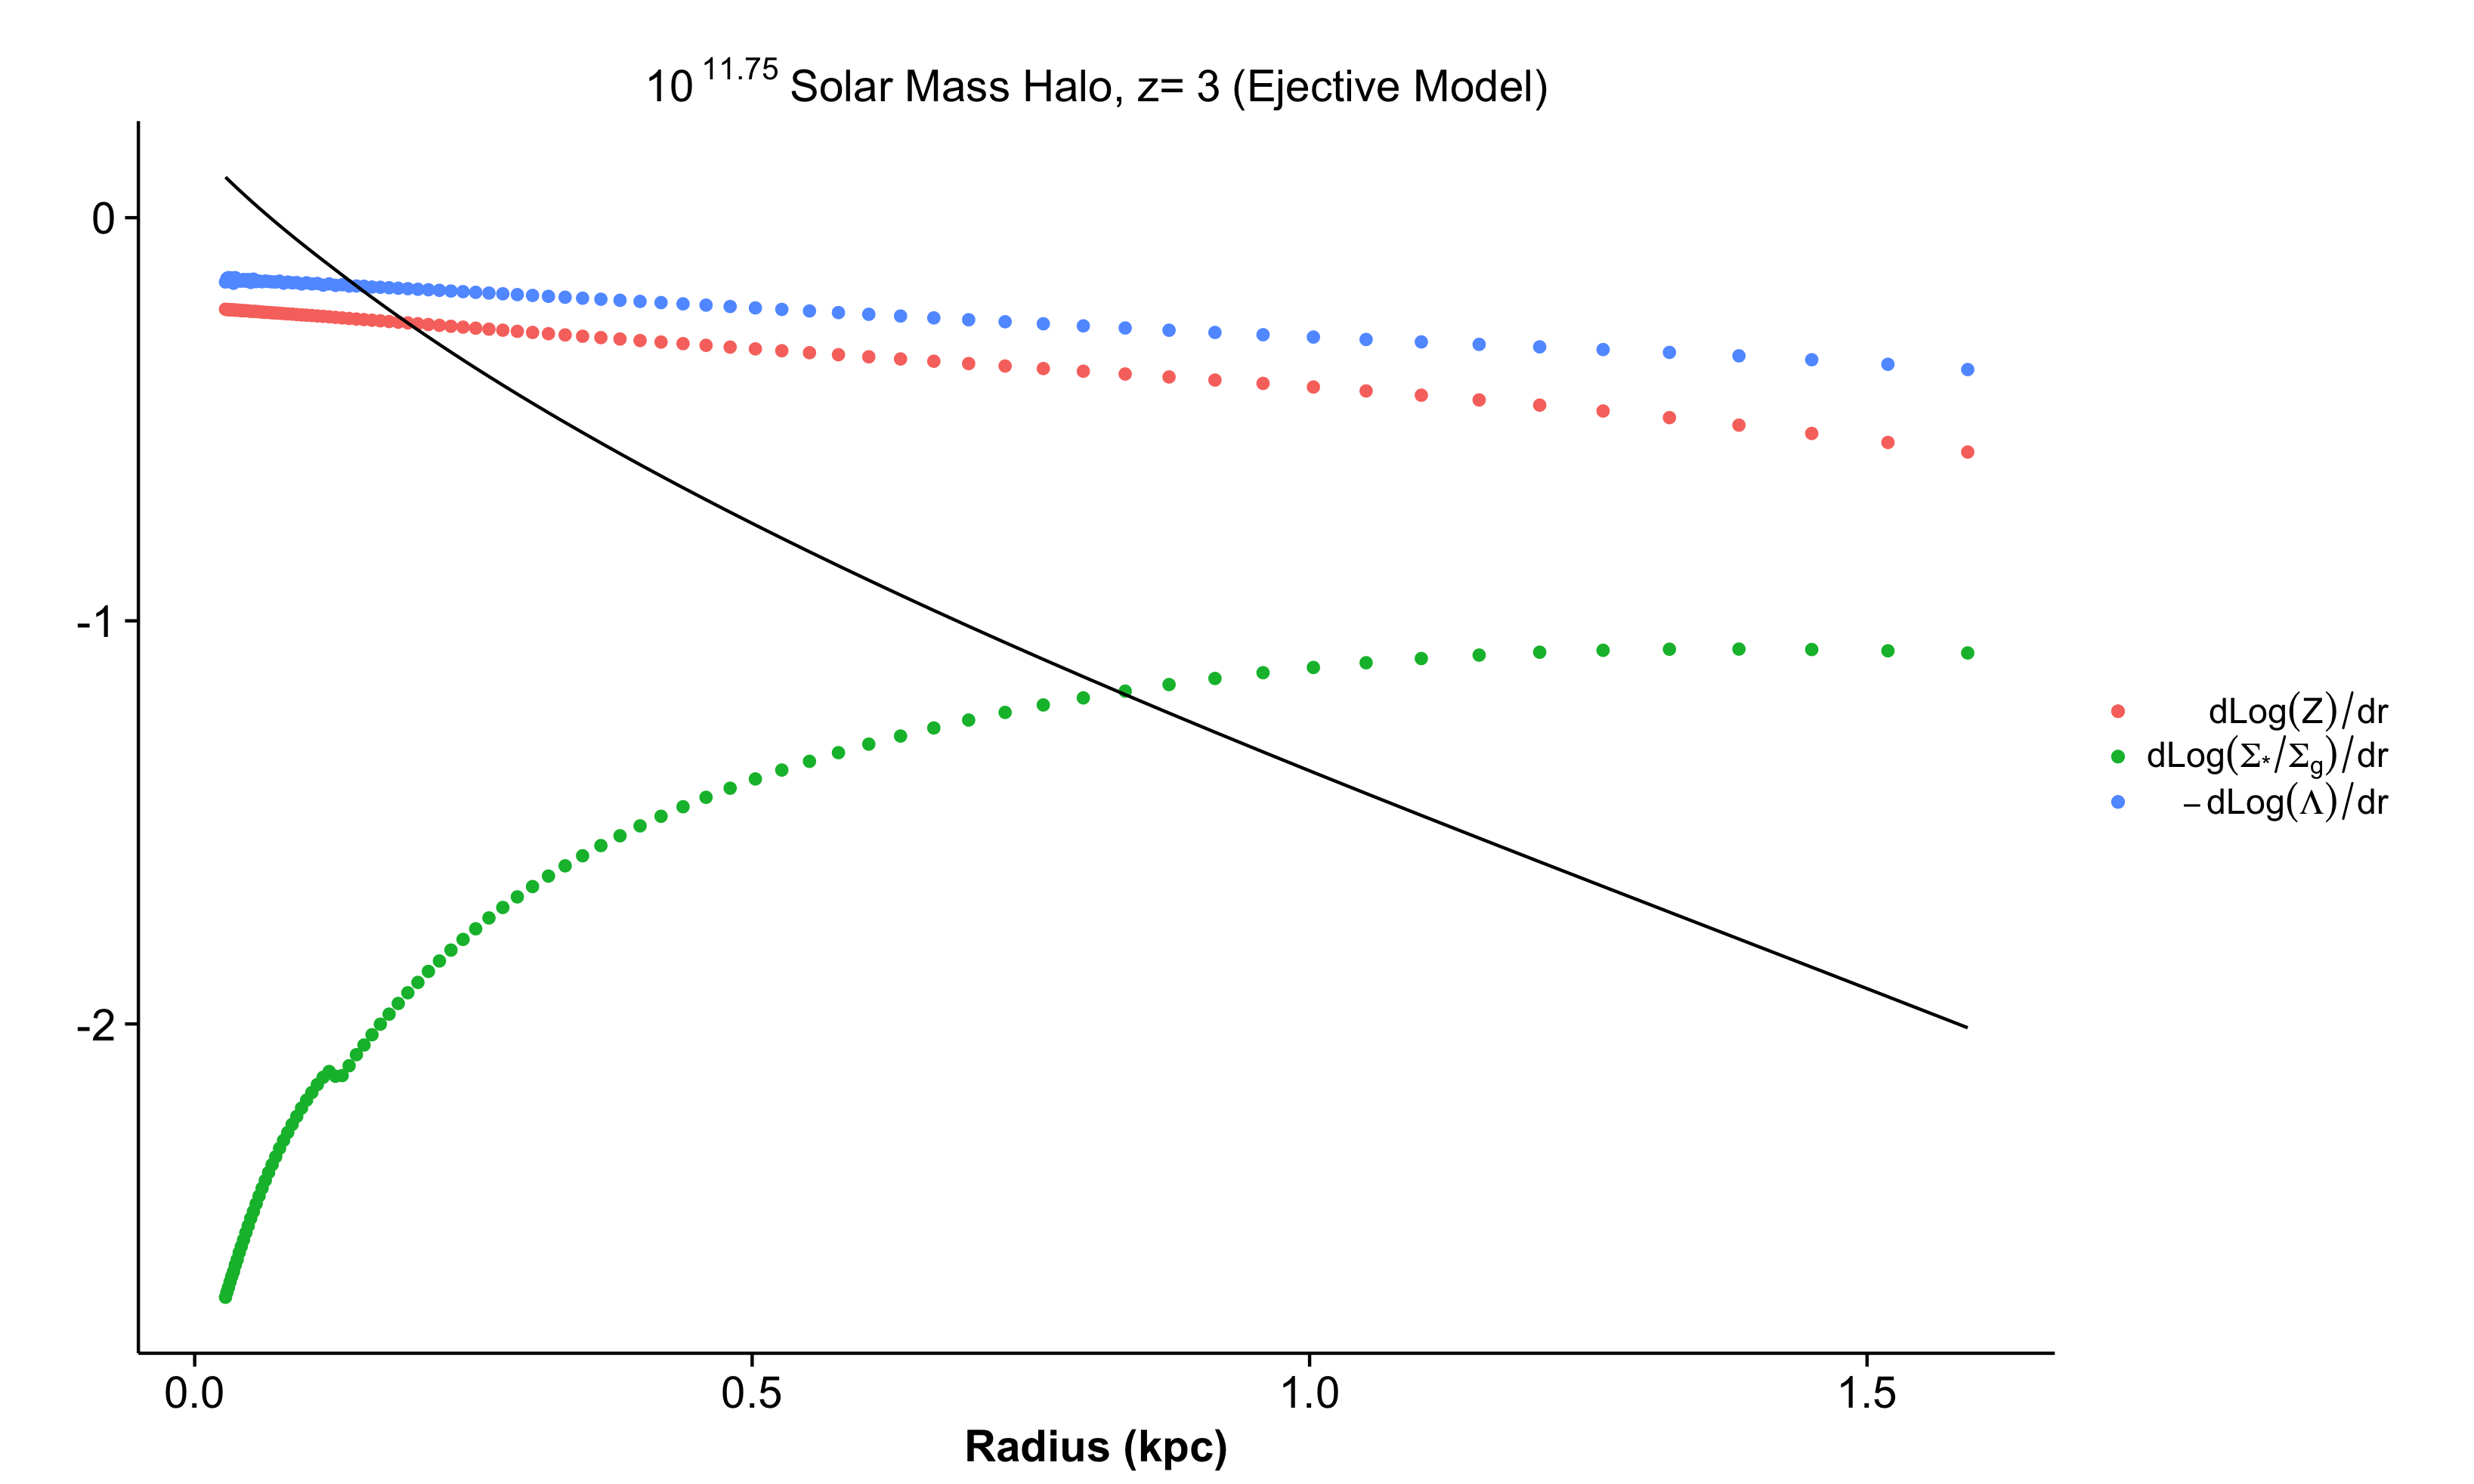 10^11.75 Solar Mass Halo, z= 3 (Ejective Model)
0
-1
-2
0.0 0.5 1.0 1.5
Radius (kpc)
dLog(Z)/dr
dLog(Σ*/Σg)/dr
−dLog(Λ)/dr